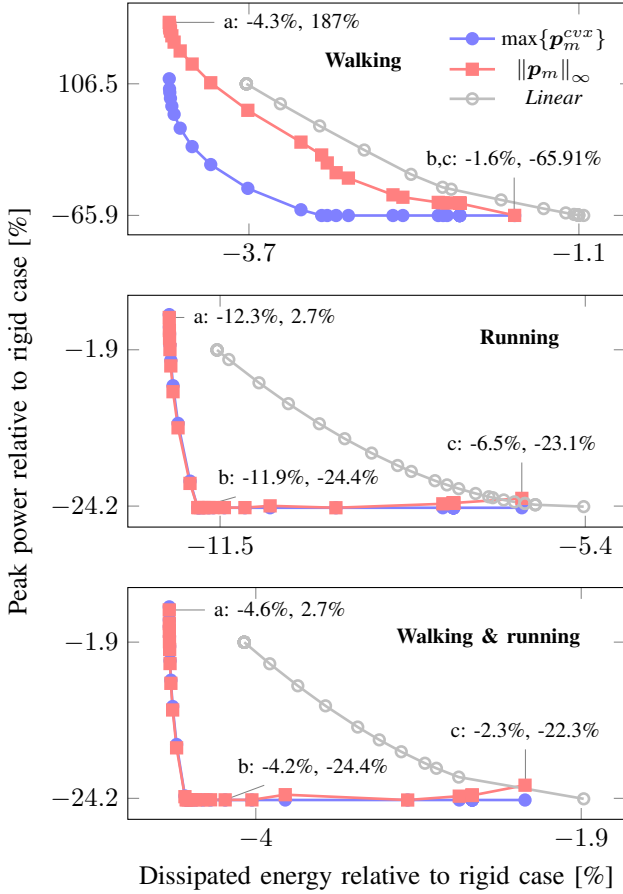 a: -4.3%, 187%
Walking
max{p_m^{cvx}}
‖p_m‖_∞
Linear
106.5
b,c: -1.6%, -65.91%
−65.9
−3.7
−1.1
Peak power relative to rigid case [%]
a: -12.3%, 2.7%
Running
−1.9
c: -6.5%, -23.1%
b: -11.9%, -24.4%
−24.2
−11.5
−5.4
a: -4.6%, 2.7%
Walking & running
−1.9
c: -2.3%, -22.3%
b: -4.2%, -24.4%
−24.2
−4
−1.9
Dissipated energy relative to rigid case [%]